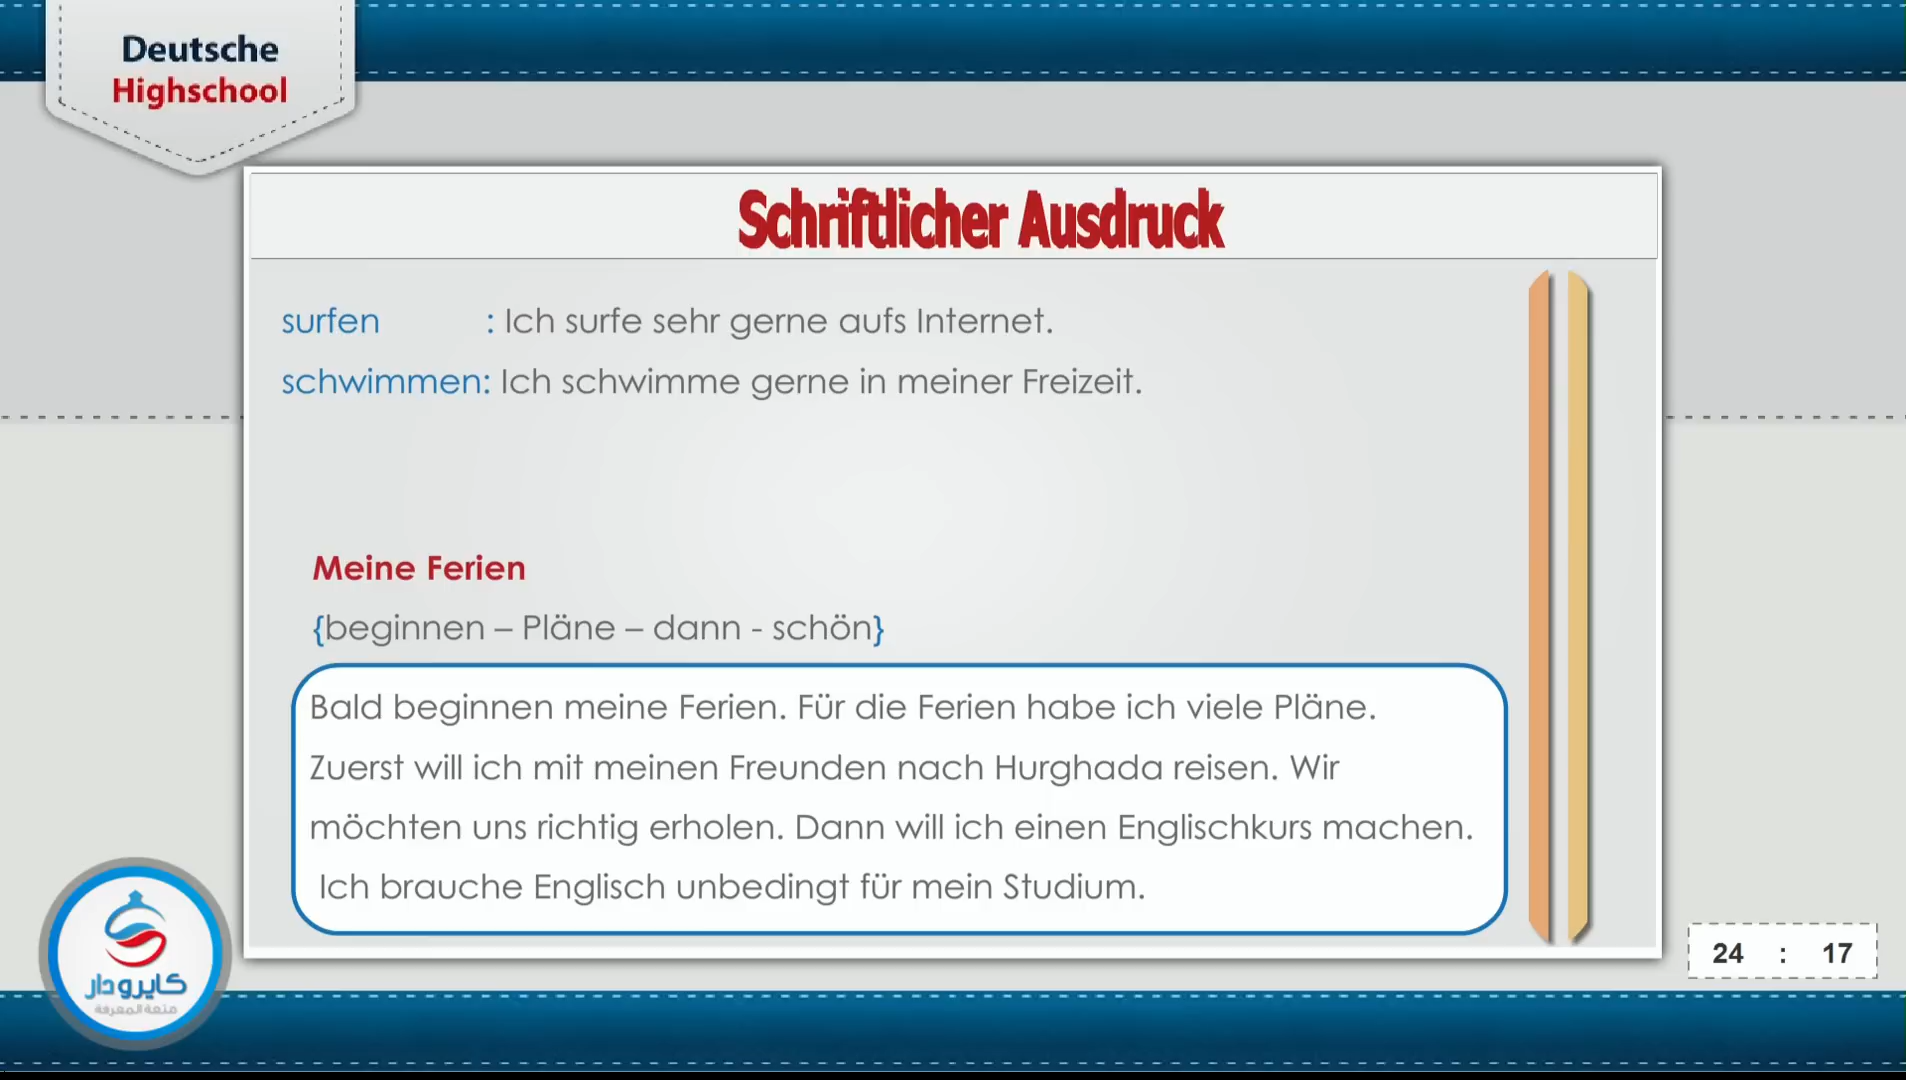 Deutsche
Highschool
Schriftlicher Ausdruck
surfen : Ich surfe sehr gerne aufs Internet.
schwimmen: Ich schwimme gerne in meiner Freizeit.
Meine Ferien
{beginnen – Pläne – dann - schön}
Bald beginnen meine Ferien. Für die Ferien habe ich viele Pläne.
Zuerst will ich mit meinen Freunden nach Hurghada reisen. Wir
möchten uns richtig erholen. Dann will ich einen Englischkurs machen.
Ich brauche Englisch unbedingt für mein Studium.
كايرو دار
متعة المعرفة
24 : 17